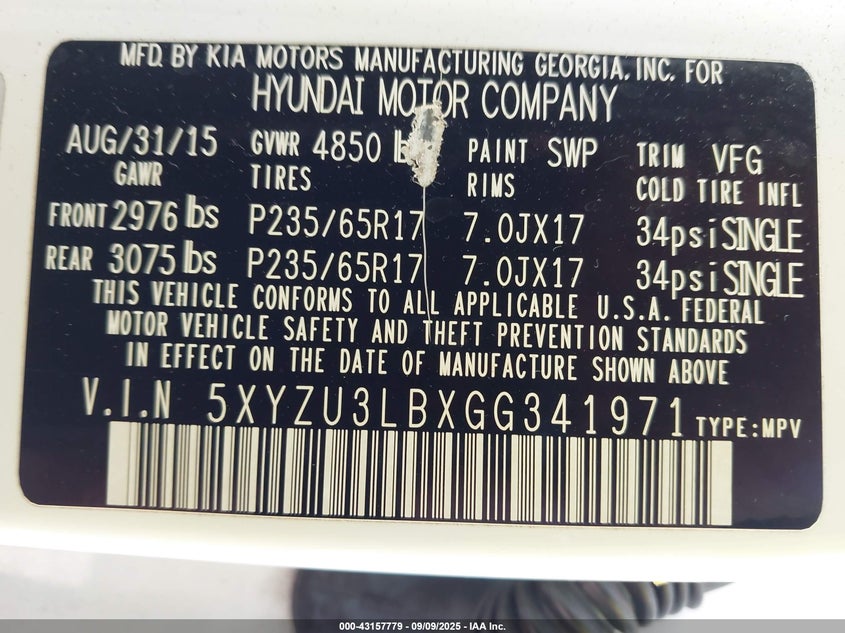 MFD. BY KIA MOTORS MANUFACTURING GEORGIA, INC. FOR
HYUNDAI MOTOR COMPANY
AUG/31/15 GVWR 4850 lb PAINT SWP TRIM VFG
GAWR TIRES RIMS COLD TIRE INFL
FRONT 2976 lbs P235/65R17 7.0JX17 34psi SINGLE
REAR 3075 lbs P235/65R17 7.0JX17 34psi SINGLE
THIS VEHICLE CONFORMS TO ALL APPLICABLE U.S.A. FEDERAL
MOTOR VEHICLE SAFETY AND THEFT PREVENTION STANDARDS
IN EFFECT ON THE DATE OF MANUFACTURE SHOWN ABOVE
V.I.N 5XYZU3LBXGG341971 TYPE:MPV
000-43157779 - 09/09/2025 - IAA Inc.